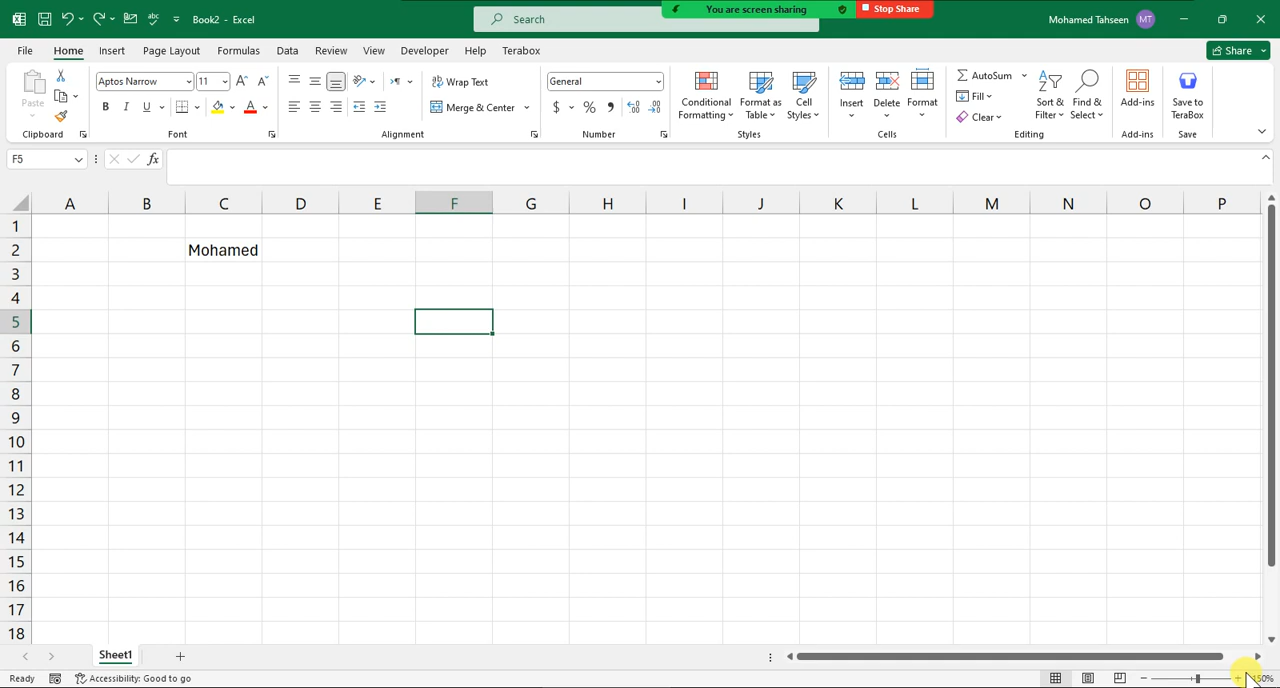 Book2 - Excel
Search
You are screen sharing
Stop Share
Mohamed Tahseen MT
File Home Insert Page Layout Formulas Data Review View Developer Help Terabox
Share
Paste
Clipboard
Aptos Narrow 11
B I U
Font
Wrap Text
Merge & Center
Alignment
General
$ % ,
Number
Conditional Formatting
Format as Table
Cell Styles
Styles
Insert
Delete
Format
Cells
AutoSum
Fill
Clear
Sort & Filter
Find & Select
Editing
Add-ins
Add-ins
Save to TeraBox
Save
F5
fx
A B C D E F G H I J K L M N O P
1
2 Mohamed
3
4
5
6
7
8
9
10
11
12
13
14
15
16
17
18
Sheet1
Ready
Accessibility: Good to go